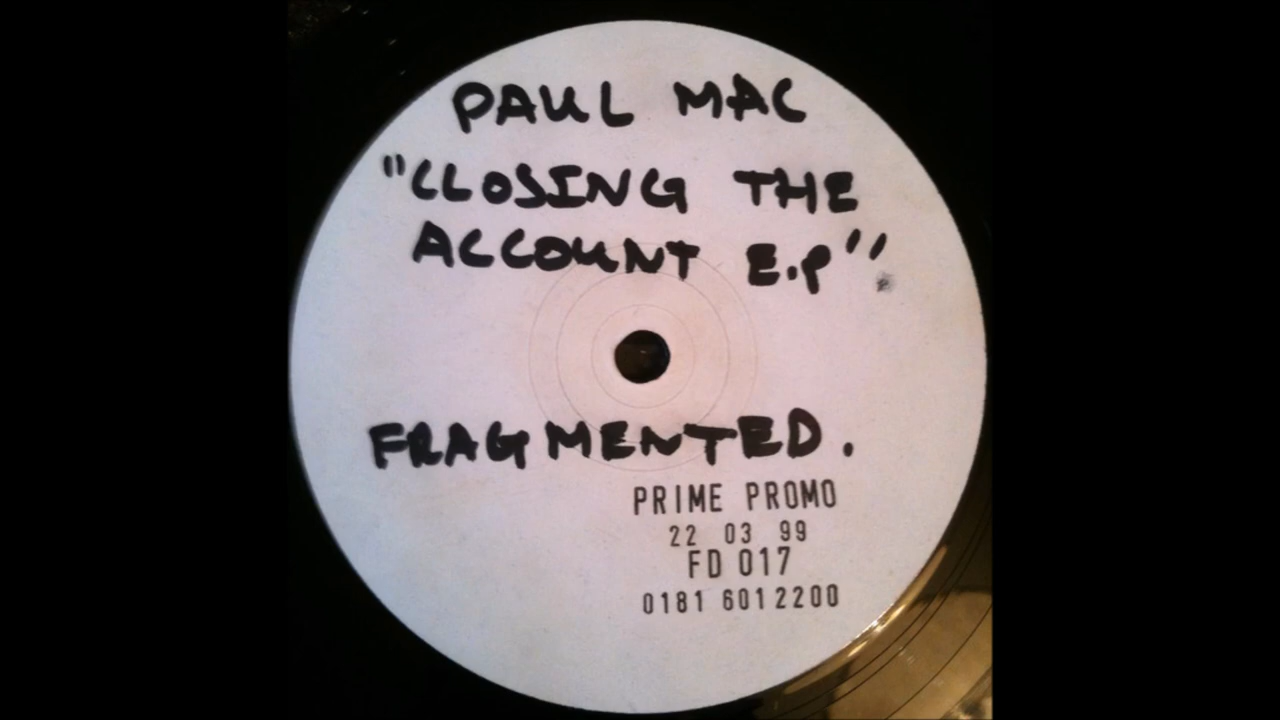 PAUL MAC
"CLOSING THE
ACCOUNT E.P"
FRAGMENTED.
PRIME PROMO
22 03 99
FD 017
0181 6012200